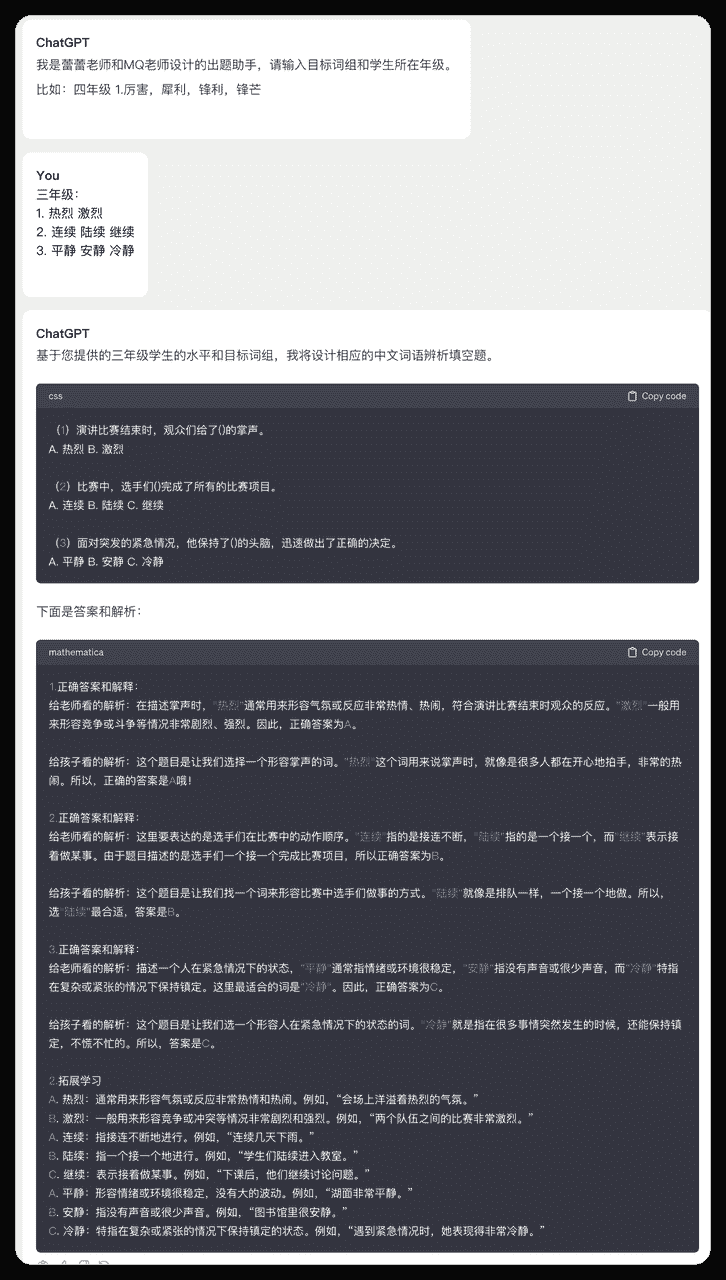 ChatGPT
我是蕾蕾老师和MQ老师设计的出题助手，请输入目标词组和学生所在年级。
比如：四年级 1.厉害，犀利，锋利，锋芒
You
三年级：
1. 热烈 激烈
2. 连续 陆续 继续
3. 平静 安静 冷静
ChatGPT
基于您提供的三年级学生的水平和目标词组，我将设计相应的中文词语辨析填空题。
css
Copy code
（1）演讲比赛结束时，观众们给了()的掌声。
A. 热烈 B. 激烈
（2）比赛中，选手们()完成了所有的比赛项目。
A. 连续 B. 陆续 C. 继续
（3）面对突发的紧急情况，他保持了()的头脑，迅速做出了正确的决定。
A. 平静 B. 安静 C. 冷静
下面是答案和解析：
mathematica
Copy code
1.正确答案和解释：
给老师看的解析：在描述掌声时，“热烈”通常用来形容气氛或反应非常热情、热闹，符合演讲比赛结束时观众的反应。“激烈”一般用
来形容竞争或斗争等情况非常剧烈、强烈。因此，正确答案为A。
给孩子看的解析：这个题目是让我们选择一个形容掌声的词。“热烈”这个词用来说掌声时，就像是很多人都在开心地拍手，非常的热
闹。所以，正确的答案是A哦！
2.正确答案和解释：
给老师看的解析：这里要表达的是选手们在比赛中的动作顺序。“连续”指的是接连不断，“陆续”指的是一个接一个，而“继续”表示接
着做某事。由于题目描述的是选手们一个接一个完成比赛项目，所以正确答案为B。
给孩子看的解析：这个题目是让我们找一个词来形容比赛中选手们做事的方式。“陆续”就像是排队一样，一个接一个地做。所以，
选“陆续”最合适，答案是B。
3.正确答案和解释：
给老师看的解析：描述一个人在紧急情况下的状态，“平静”通常指情绪或环境很稳定，“安静”指没有声音或很少声音，而“冷静”特指
在复杂或紧张的情况下保持镇定。这里最适合的词是“冷静”。因此，正确答案为C。
给孩子看的解析：这个题目是让我们选一个形容人在紧急情况下的状态的词。“冷静”就是指在很多事情突然发生的时候，还能保持镇
定，不慌不忙的。所以，答案是C。
2.拓展学习
A. 热烈：通常用来形容气氛或反应非常热情和热闹。例如，“会场上洋溢着热烈的气氛。”
B. 激烈：一般用来形容竞争或冲突等情况非常剧烈和强烈。例如，“两个队伍之间的比赛非常激烈。”
A. 连续：指接连不断地进行。例如，“连续几天下雨。”
B. 陆续：指一个接一个地进行。例如，“学生们陆续进入教室。”
C. 继续：表示接着做某事。例如，“下课后，他们继续讨论问题。”
A. 平静：形容情绪或环境很稳定，没有大的波动。例如，“湖面非常平静。”
B. 安静：指没有声音或很少声音。例如，“图书馆里很安静。”
C. 冷静：特指在复杂或紧张的情况下保持镇定的状态。例如，“遇到紧急情况时，她表现得非常冷静。”